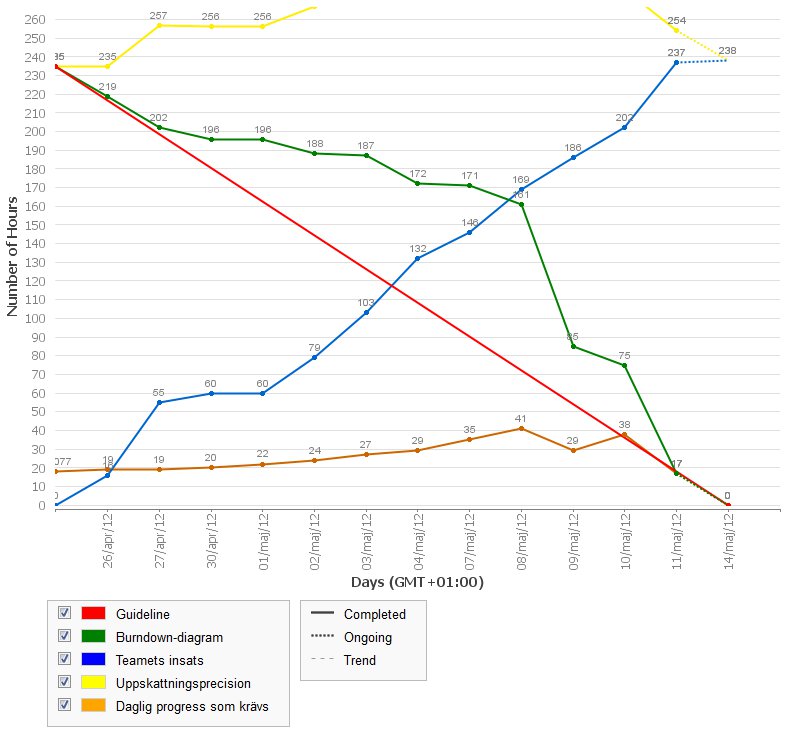 260
250
240
230
220
210
200
190
180
170
160
150
140
130
120
110
100
90
80
70
60
50
40
30
20
10
0
Number of Hours
235 257 256 256 254 238
219 202 196 196 188 187 172 171 161 85 75 17 0
55 60 60 79 103 132 146 169 186 202 237
19 19 20 22 24 27 29 35 41 29 38
26/apr/12
27/apr/12
30/apr/12
01/maj/12
02/maj/12
03/maj/12
04/maj/12
07/maj/12
08/maj/12
09/maj/12
10/maj/12
11/maj/12
14/maj/12
Days (GMT+01:00)
Guideline
Burndown-diagram
Teamets insats
Uppskattningsprecision
Daglig progress som krävs
Completed
Ongoing
Trend